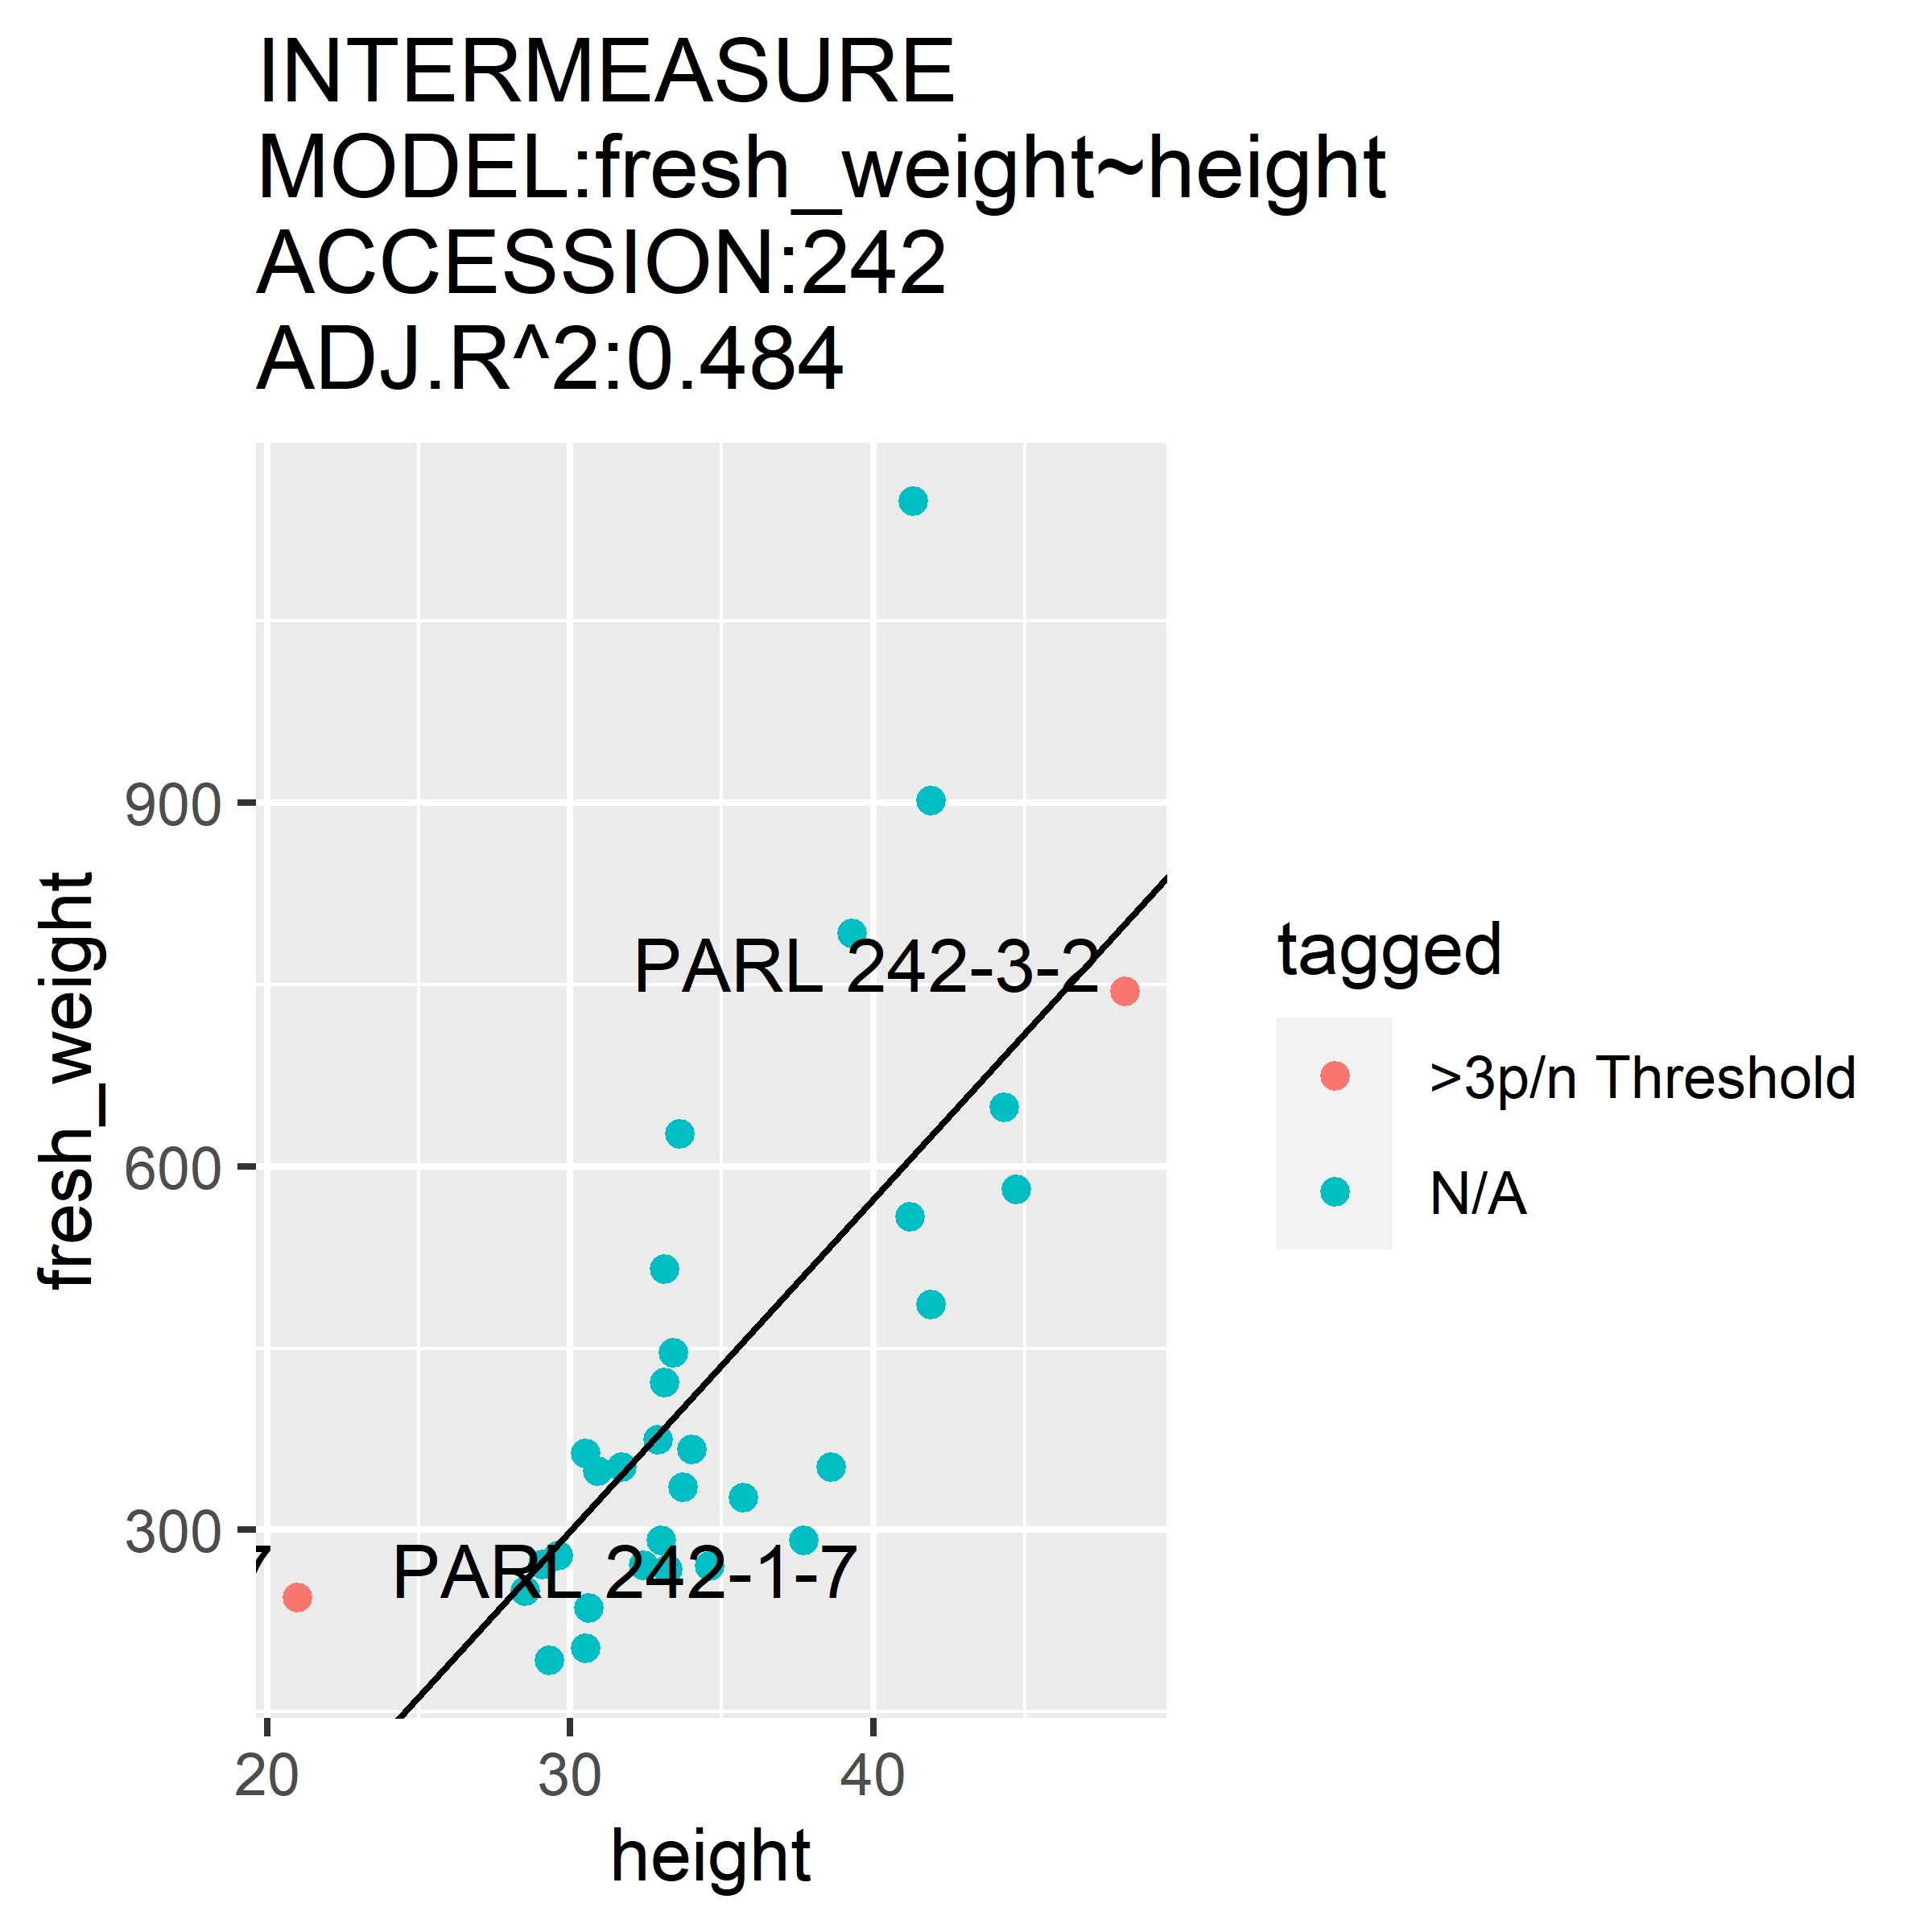 INTERMEASURE
MODEL:fresh_weight~height
ACCESSION:242
ADJ.R^2:0.484
900
600
300
fresh_weight
PARL 242-3-2
7
PARL 242-1-7
20 30 40
height
tagged
>3p/n Threshold
N/A